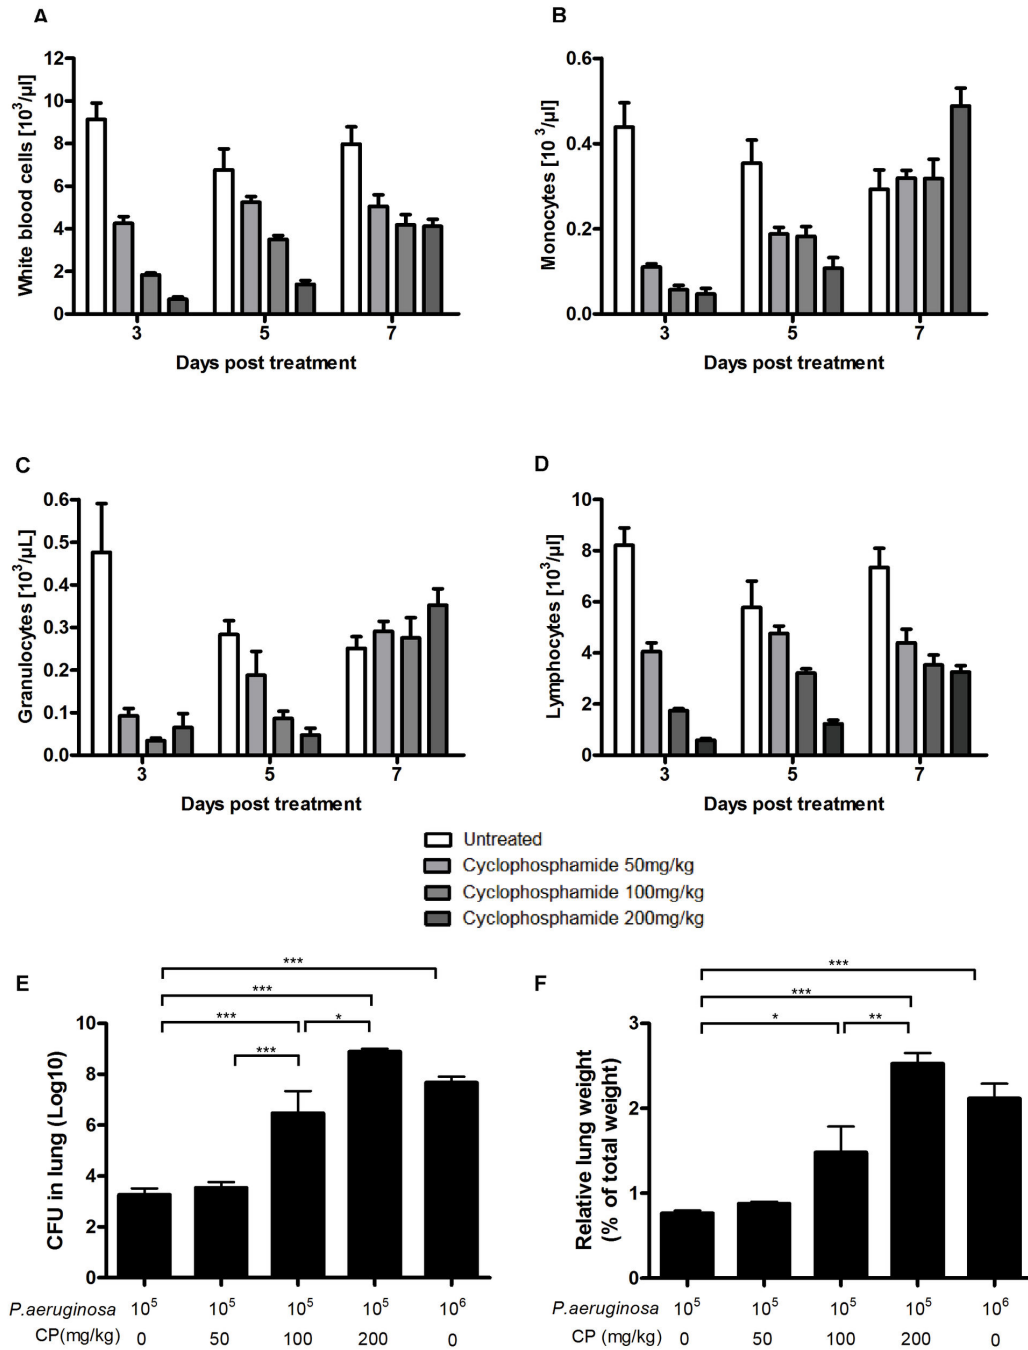 A
White blood cells [10³/µl]
12
10
8
6
4
2
0
3 5 7
Days post treatment
B
Monocytes [10 ³/µl]
0.6
0.4
0.2
0.0
3 5 7
Days post treatment
C
Granulocytes [10³/µL]
0.6
0.5
0.4
0.3
0.2
0.1
0.0
3 5 7
Days post treatment
D
Lymphocytes [10³/µl]
10
8
6
4
2
0
3 5 7
Days post treatment
Untreated
Cyclophosphamide 50mg/kg
Cyclophosphamide 100mg/kg
Cyclophosphamide 200mg/kg
E
***
***
*** *
***
CFU in lung (Log10)
10
8
6
4
2
0
P.aeruginosa 10⁵ 10⁵ 10⁵ 10⁵ 10⁶
CP(mg/kg) 0 50 100 200 0
F
***
***
* **
Relative lung weight
(% of total weight)
3
2
1
0
P.aeruginosa 10⁵ 10⁵ 10⁵ 10⁵ 10⁶
CP (mg/kg) 0 50 100 200 0